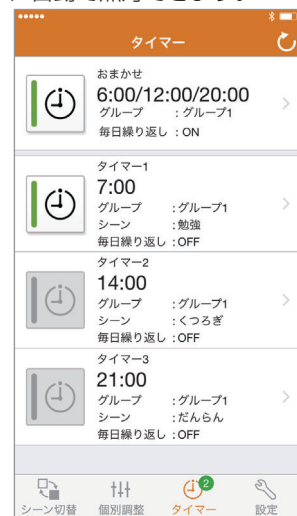 タイマー
おまかせ
6:00/12:00/20:00
グループ :グループ1
毎日繰り返し :ON
タイマー1
7:00
グループ :グループ1
シーン :勉強
毎日繰り返し :OFF
タイマー2
14:00
グループ :グループ1
シーン :くつろぎ
毎日繰り返し :OFF
タイマー3
21:00
グループ :グループ1
シーン :だんらん
毎日繰り返し :OFF
2
シーン切替 個別調整 タイマー 設定